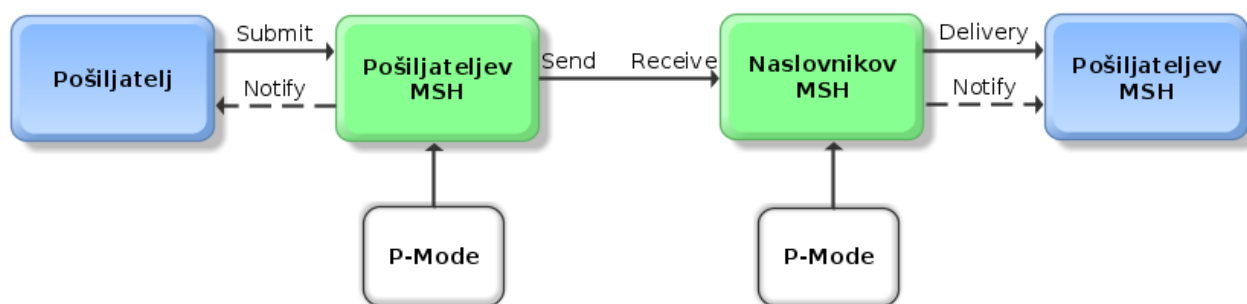 Pošiljatelj
Submit
Notify
Pošiljateljev
MSH
Send
Receive
Naslovnikov
MSH
Delivery
Notify
Pošiljateljev
MSH
P-Mode
P-Mode